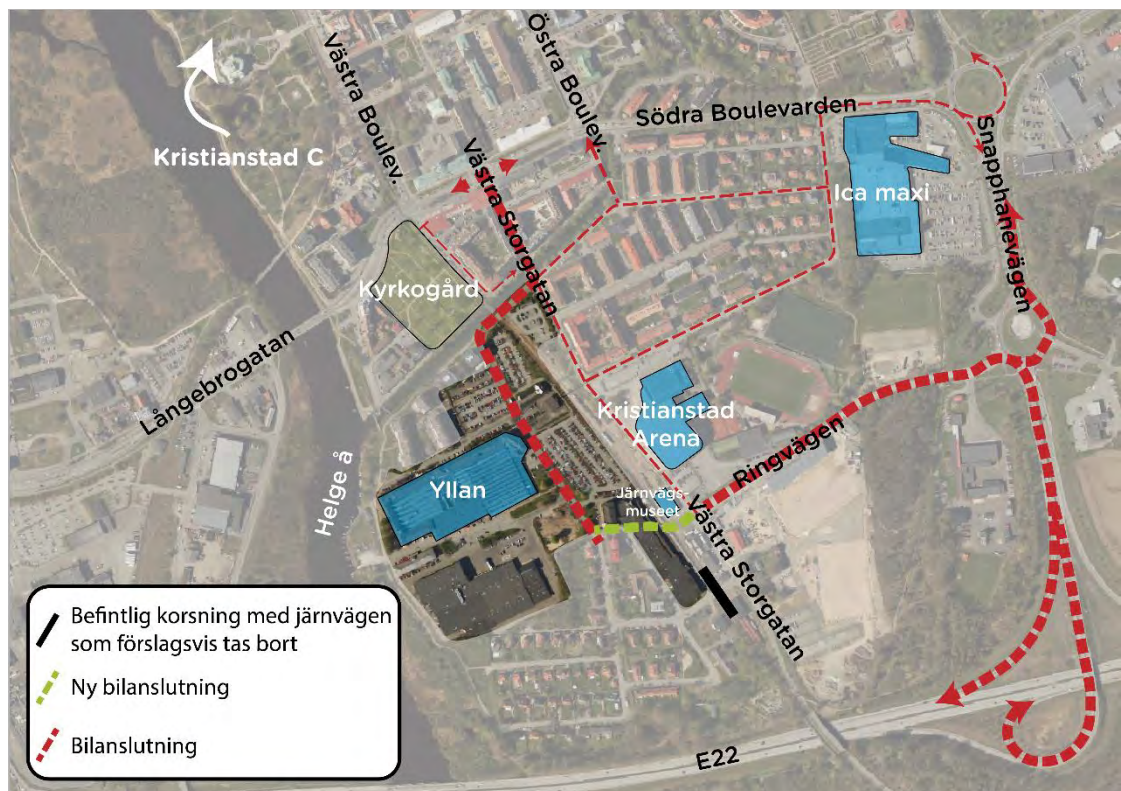 Västra Boulev.
Östra Boulev.
Södra Boulevarden
Kristianstad C
Västra Storgatan
Snapphanevägen
Ica maxi
Kyrkogård
Långebrogatan
Kristianstad
Arena
Ringvägen
Helge å
Yllan
Järnvägs-
museet
Västra Storgatan
E22
Befintlig korsning med järnvägen
som förslagsvis tas bort
Ny bilanslutning
Bilanslutning